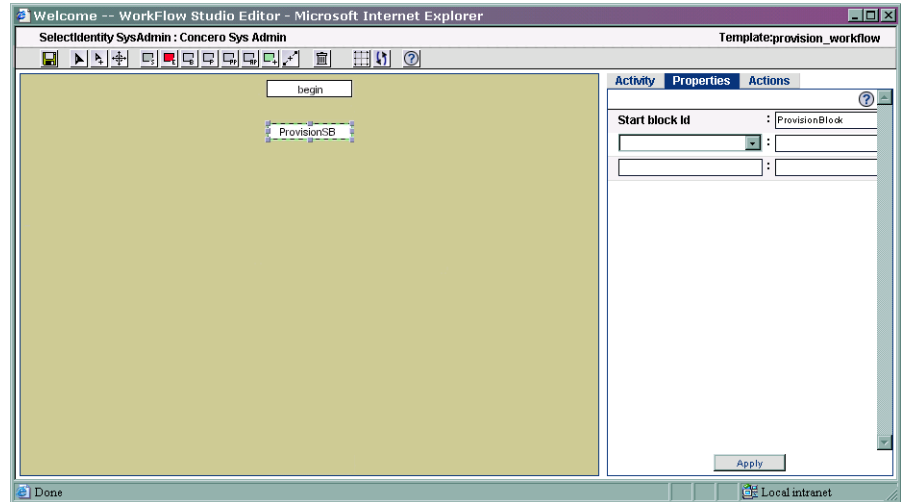 Welcome -- WorkFlow Studio Editor - Microsoft Internet Explorer
SelectIdentity SysAdmin : Concero Sys Admin
Template:provision_workflow
begin
ProvisionSB
Activity Properties Actions
Start block Id : ProvisionBlock
:
:
Apply
Done
Local intranet